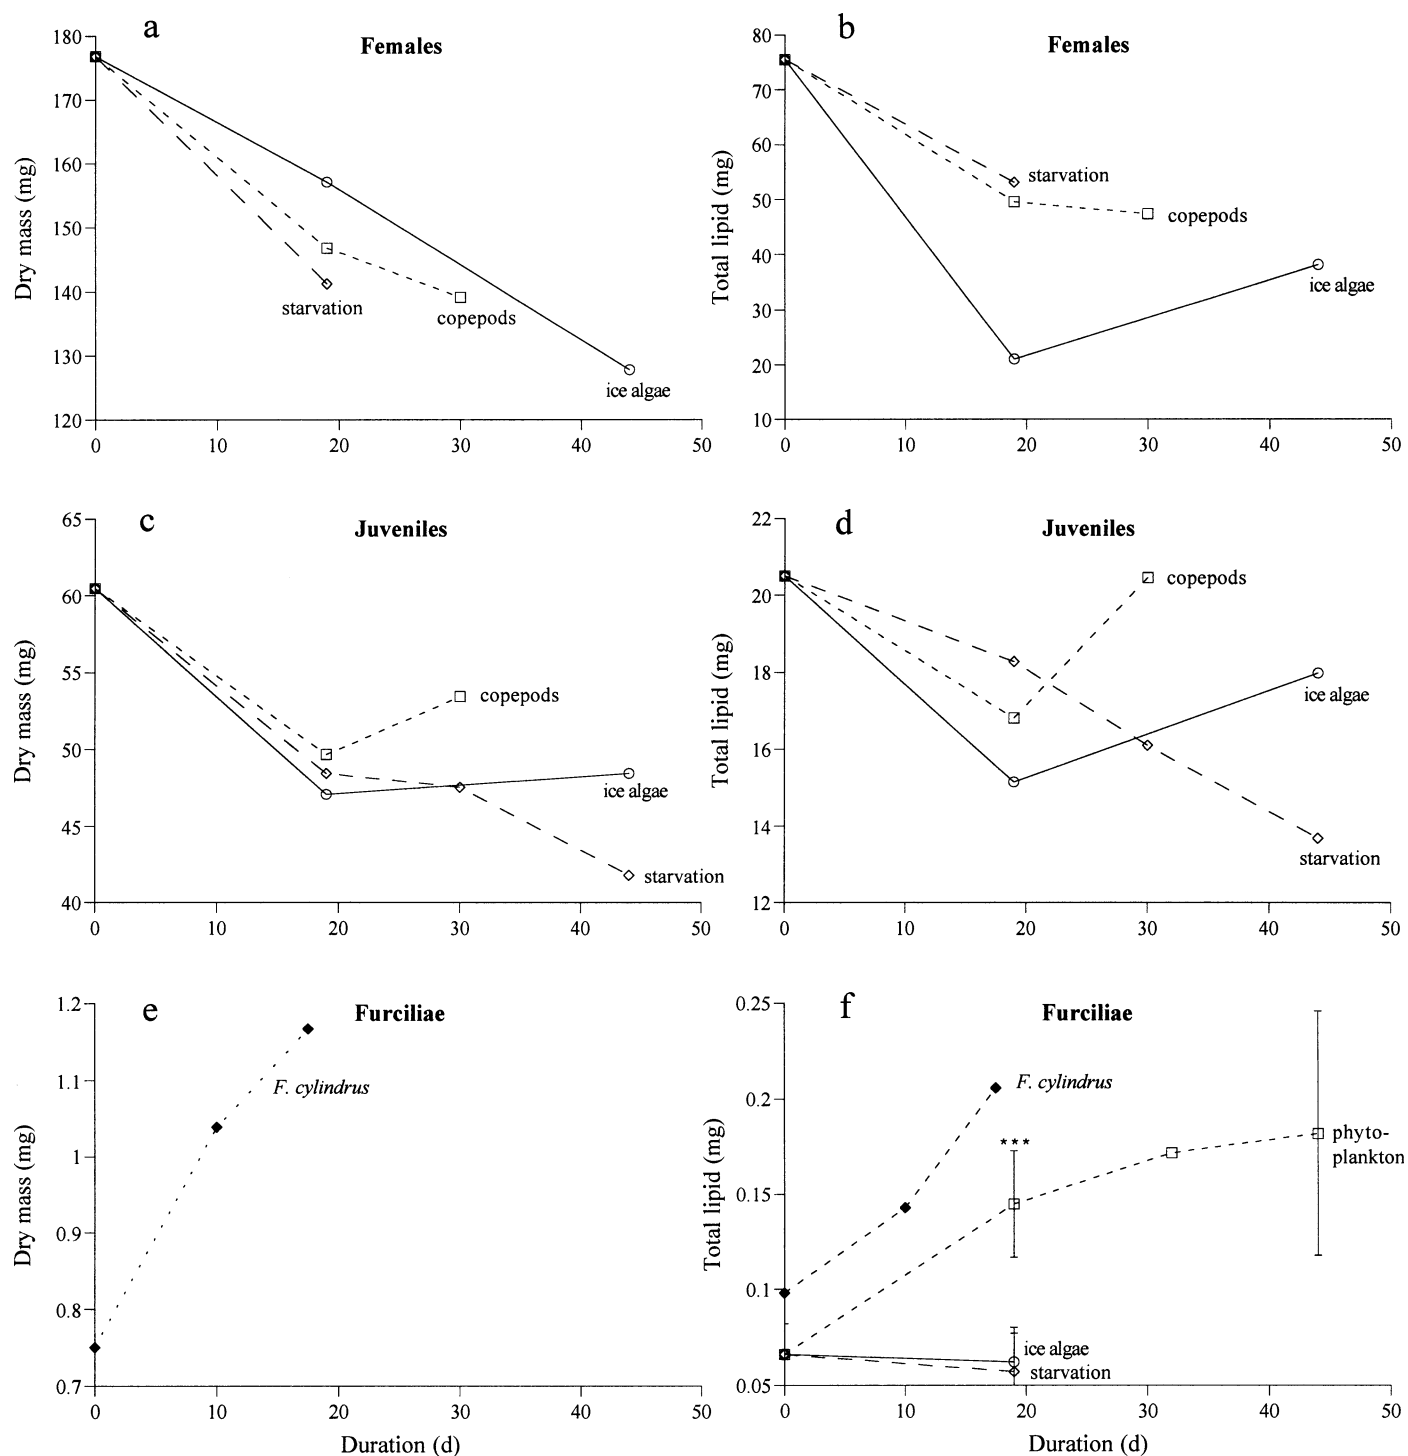 a
Females
180
170
160
150
140
130
120
Dry mass (mg)
starvation
copepods
ice algae
0 10 20 30 40 50
b
Females
80
70
60
50
40
30
20
10
Total lipid (mg)
starvation
copepods
ice algae
0 10 20 30 40 50
c
Juveniles
65
60
55
50
45
40
Dry mass (mg)
copepods
ice algae
starvation
0 10 20 30 40 50
d
Juveniles
22
20
18
16
14
12
Total lipid (mg)
copepods
ice algae
starvation
0 10 20 30 40 50
e
Furciliae
1.2
1.1
1
0.9
0.8
0.7
Dry mass (mg)
F. cylindrus
0 10 20 30 40 50
Duration (d)
f
Furciliae
0.25
0.2
0.15
0.1
0.05
Total lipid (mg)
F. cylindrus
***
phyto-
plankton
ice algae
starvation
0 10 20 30 40 50
Duration (d)